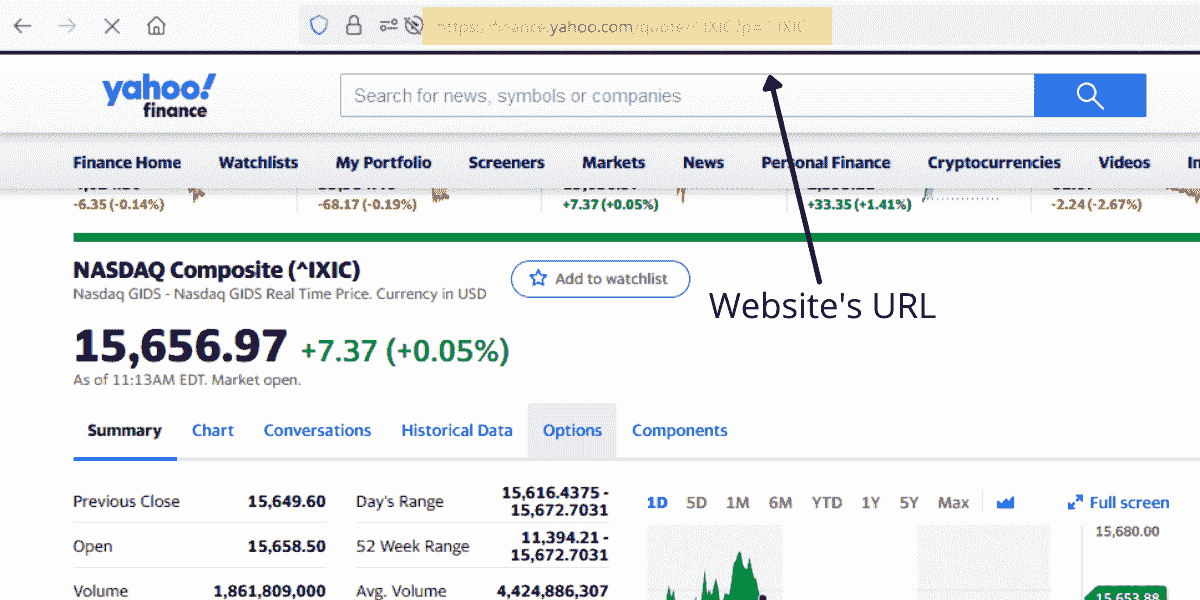 https://finance.yahoo.com/quote/^IXIC?p=^IXIC
yahoo!
finance
Search for news, symbols or companies
Finance Home Watchlists My Portfolio Screeners Markets News Personal Finance Cryptocurrencies Videos
-6.35 (-0.14%) -68.17 (-0.19%) +7.37 (+0.05%) +33.35 (+1.41%) -2.24 (-2.67%)
NASDAQ Composite (^IXIC)
Add to watchlist
Nasdaq GIDS - Nasdaq GIDS Real Time Price. Currency in USD
Website's URL
15,656.97 +7.37 (+0.05%)
As of 11:13AM EDT. Market open.
Summary Chart Conversations Historical Data Options Components
Previous Close 15,649.60 Day's Range 15,616.4375 -
15,672.7031
1D 5D 1M 6M YTD 1Y 5Y Max Full screen
15,680.00
Open 15,658.50 52 Week Range 11,394.21 -
15,672.7031
Volume 1,861,809,000 Avg. Volume 4,424,886,307
15,653.88